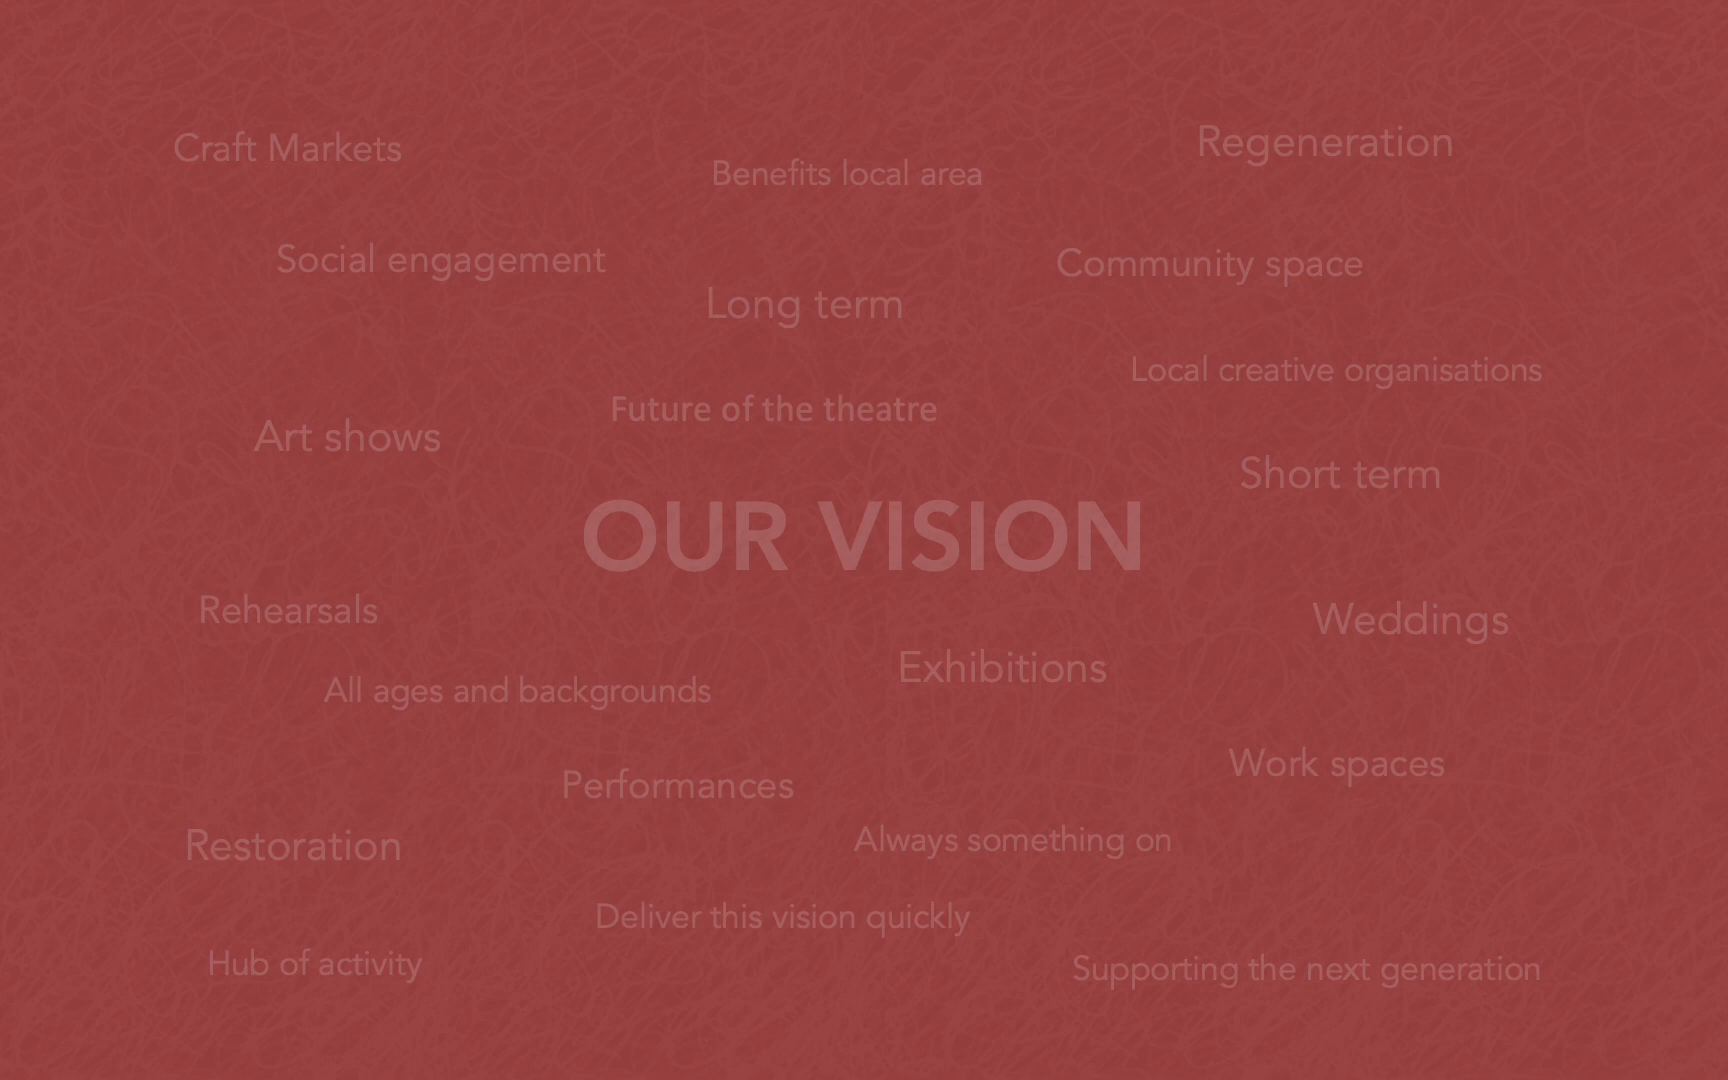 Craft Markets
Benefits local area
Regeneration
Social engagement
Community space
Long term
Local creative organisations
Future of the theatre
Art shows
Short term
OUR VISION
Rehearsals
Weddings
Exhibitions
All ages and backgrounds
Work spaces
Performances
Restoration
Always something on
Deliver this vision quickly
Hub of activity
Supporting the next generation